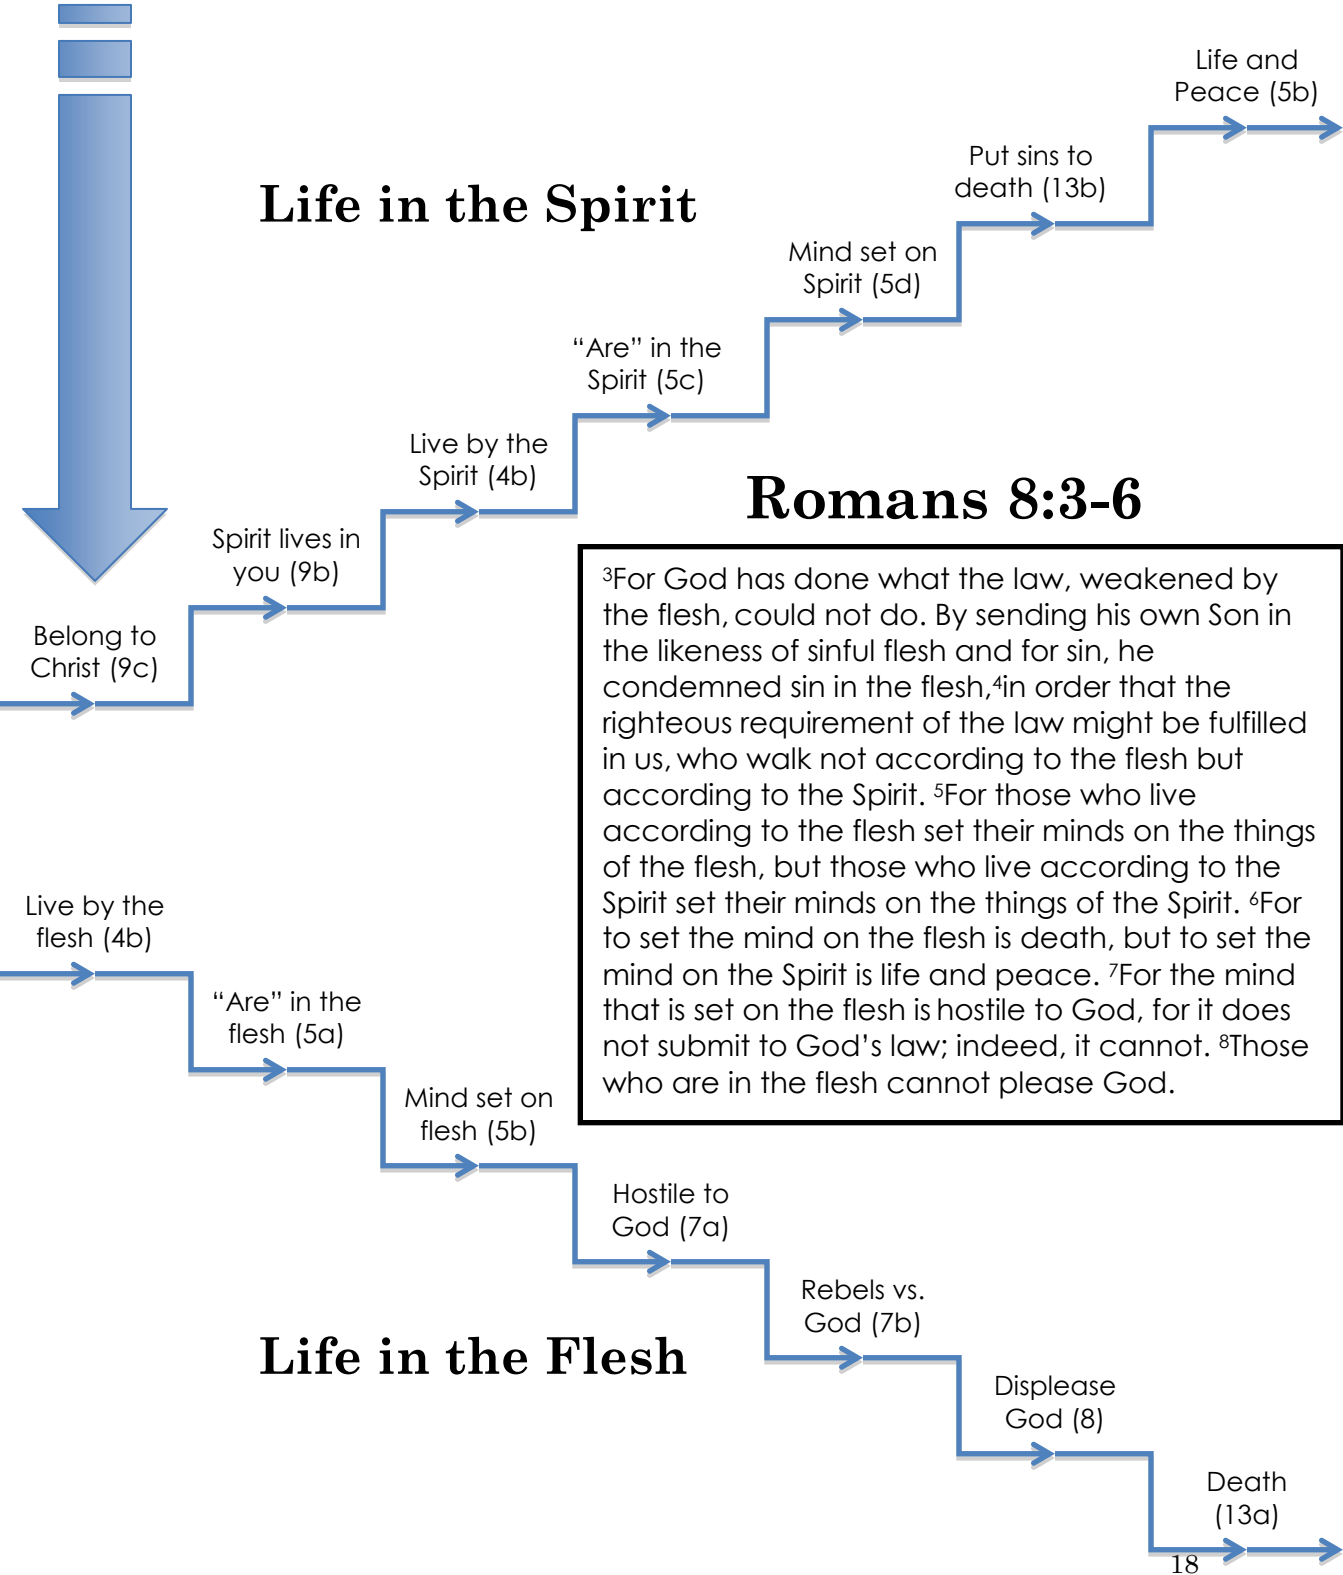 Life and
Peace (5b)
Put sins to
death (13b)
Life in the Spirit
Mind set on
Spirit (5d)
“Are” in the
Spirit (5c)
Live by the
Spirit (4b)
Spirit lives in
you (9b)
Belong to
Christ (9c)
Romans 8:3-6
³For God has done what the law, weakened by
the flesh, could not do. By sending his own Son in
the likeness of sinful flesh and for sin, he
condemned sin in the flesh,⁴in order that the
righteous requirement of the law might be fulfilled
in us, who walk not according to the flesh but
according to the Spirit. ⁵For those who live
according to the flesh set their minds on the things
of the flesh, but those who live according to the
Spirit set their minds on the things of the Spirit. ⁶For
to set the mind on the flesh is death, but to set the
mind on the Spirit is life and peace. ⁷For the mind
that is set on the flesh is hostile to God, for it does
not submit to God’s law; indeed, it cannot. ⁸Those
who are in the flesh cannot please God.
Live by the
flesh (4b)
“Are” in the
flesh (5a)
Mind set on
flesh (5b)
Hostile to
God (7a)
Rebels vs.
God (7b)
Life in the Flesh
Displease
God (8)
Death
(13a)
18